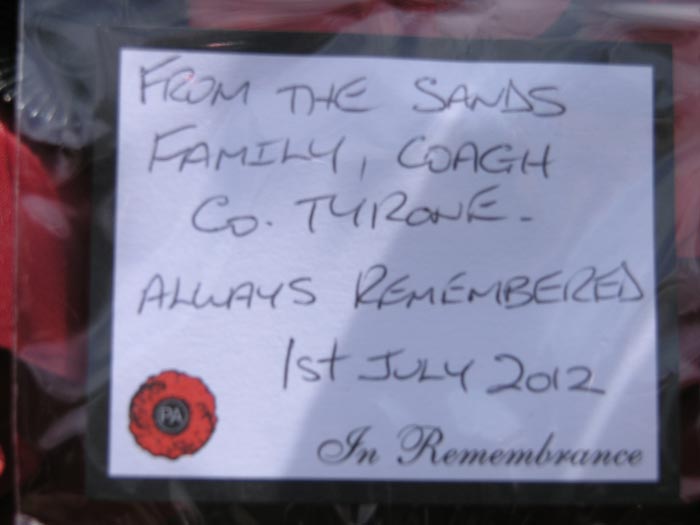 FROM THE SANDS
FAMILY, COAGH
CO. TYRONE.
ALWAYS REMEMBERED
1st JULY 2012
PA
In Remembrance